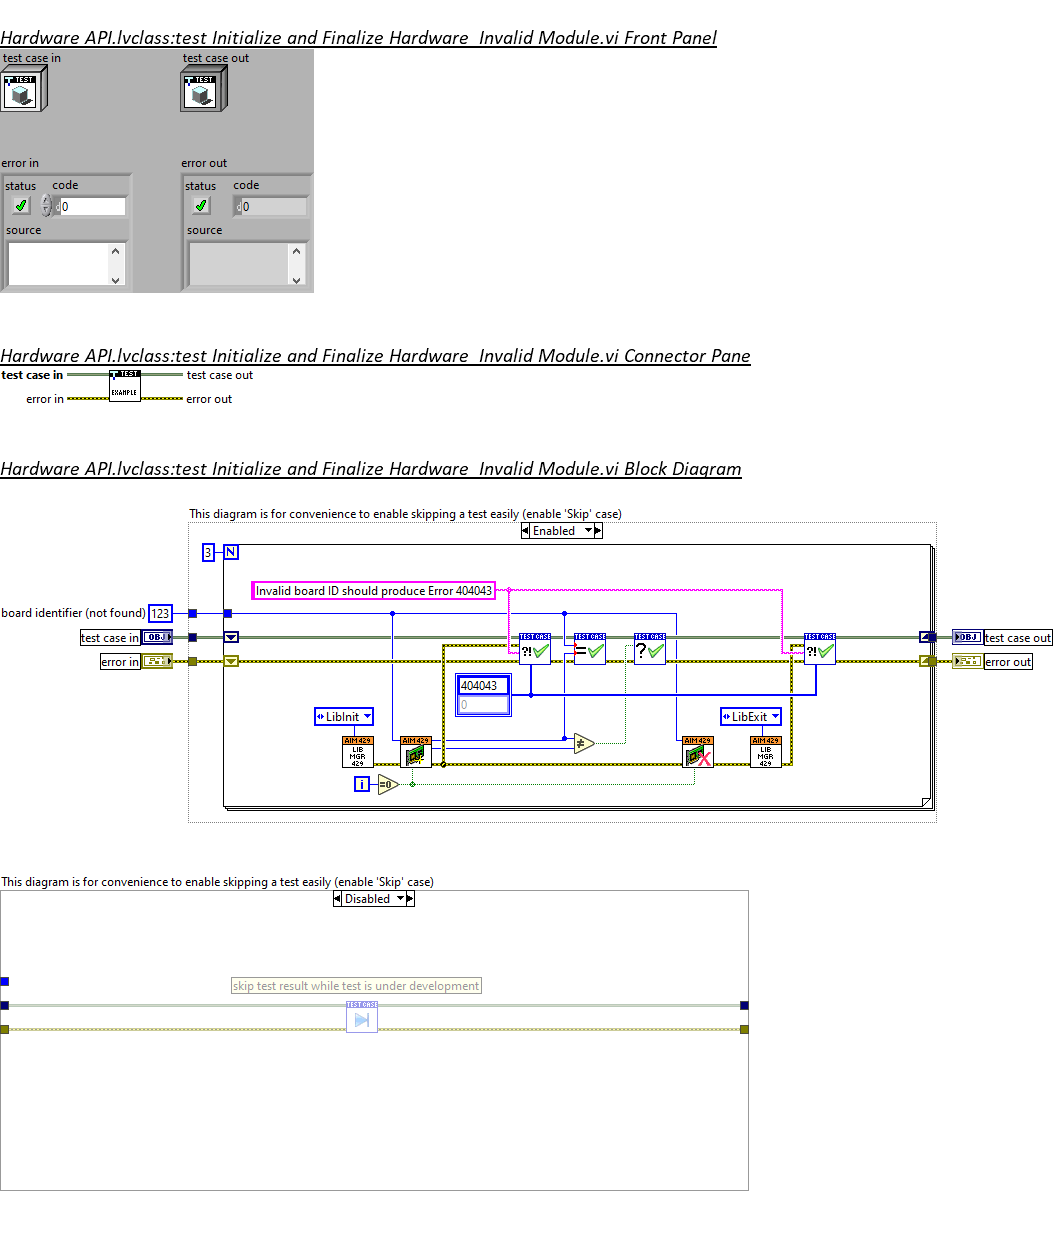 Hardware API.lvclass:test Initialize and Finalize Hardware  Invalid Module.vi Front Panel
test case in
test case out
TEST
TEST
error in
error out
status
code
status
code
0
d0
source
source
Hardware API.lvclass:test Initialize and Finalize Hardware  Invalid Module.vi Connector Pane
test case in
TEST
test case out
error in
EXAMPLE
error out
Hardware API.lvclass:test Initialize and Finalize Hardware  Invalid Module.vi Block Diagram
This diagram is for convenience to enable skipping a test easily (enable 'Skip' case)
Enabled
3
N
Invalid board ID should produce Error 404043
board identifier (not found)
123
test case in
OBJ
TEST CASE
TEST CASE
TEST CASE
TEST CASE
OBJ
test case out
?!
=
?
?!
error in
error out
404043
0
LibInit
LibExit
AIM 429
LIB
MGR
429
AIM 429
≠
AIM 429
X
AIM 429
LIB
MGR
429
i
=0
This diagram is for convenience to enable skipping a test easily (enable 'Skip' case)
Disabled
skip test result while test is under development
TEST CASE